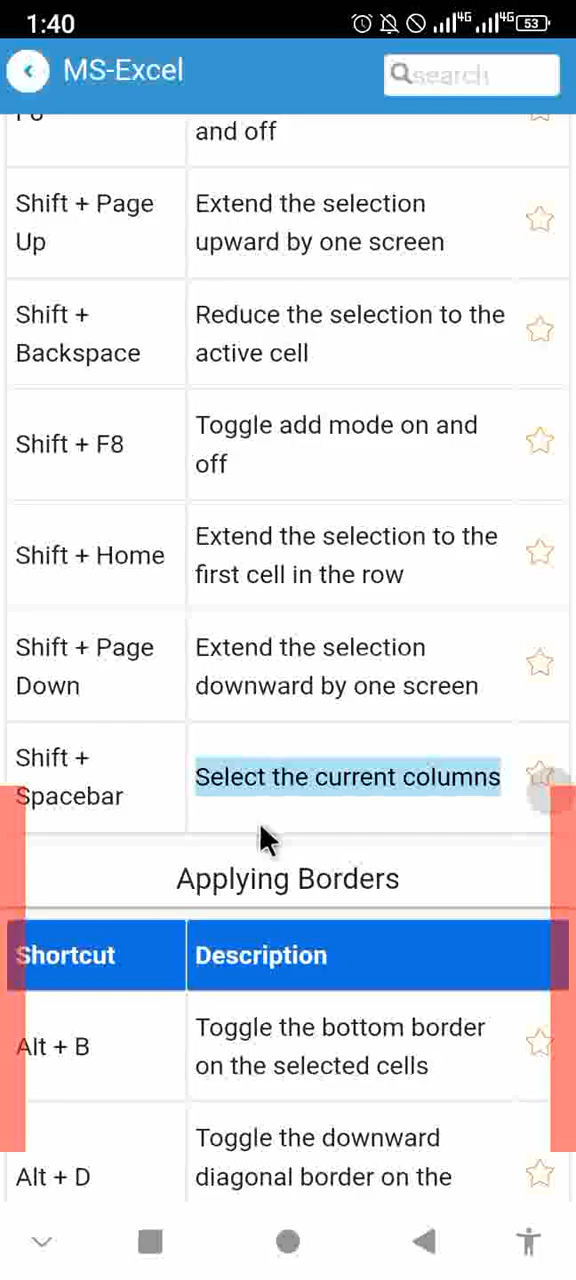 1:40
4G
4G
53
MS-Excel
search
F8
and off
Shift + Page
Up
Extend the selection
upward by one screen
Shift +
Backspace
Reduce the selection to the
active cell
Shift + F8
Toggle add mode on and
off
Shift + Home
Extend the selection to the
first cell in the row
Shift + Page
Down
Extend the selection
downward by one screen
Shift +
Spacebar
Select the current columns
Applying Borders
Shortcut
Description
Alt + B
Toggle the bottom border
on the selected cells
Alt + D
Toggle the downward
diagonal border on the